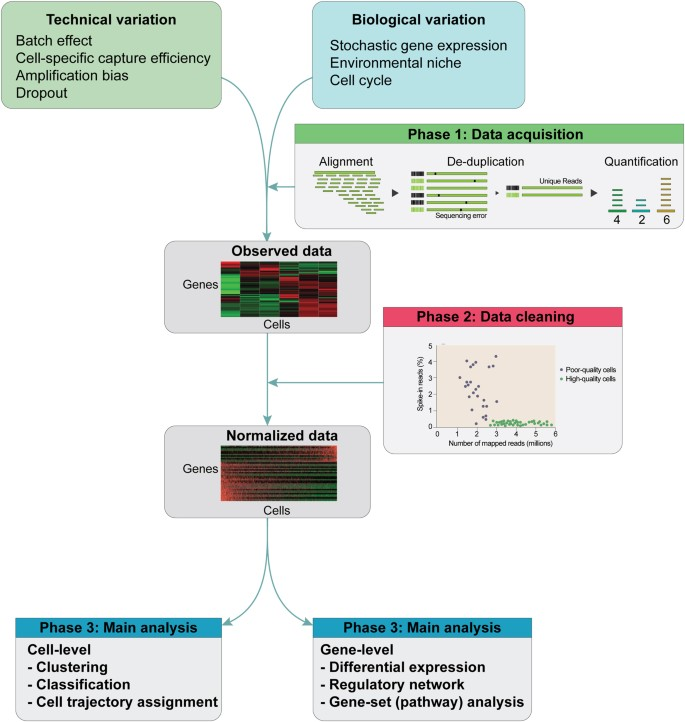 Technical variation
Batch effect
Cell-specific capture efficiency
Amplification bias
Dropout
Biological variation
Stochastic gene expression
Environmental niche
Cell cycle
Phase 1: Data acquisition
Alignment
De-duplication
Quantification
Unique Reads
Sequencing error
4 2 6
Observed data
Genes
Cells
Phase 2: Data cleaning
Spike-in reads (%)
5
4
3
2
1
0
0 1 2 3 4 5 6
Number of mapped reads (millions)
Poor-quality cells
High-quality cells
Normalized data
Genes
Cells
Phase 3: Main analysis
Cell-level
- Clustering
- Classification
- Cell trajectory assignment
Phase 3: Main analysis
Gene-level
- Differential expression
- Regulatory network
- Gene-set (pathway) analysis